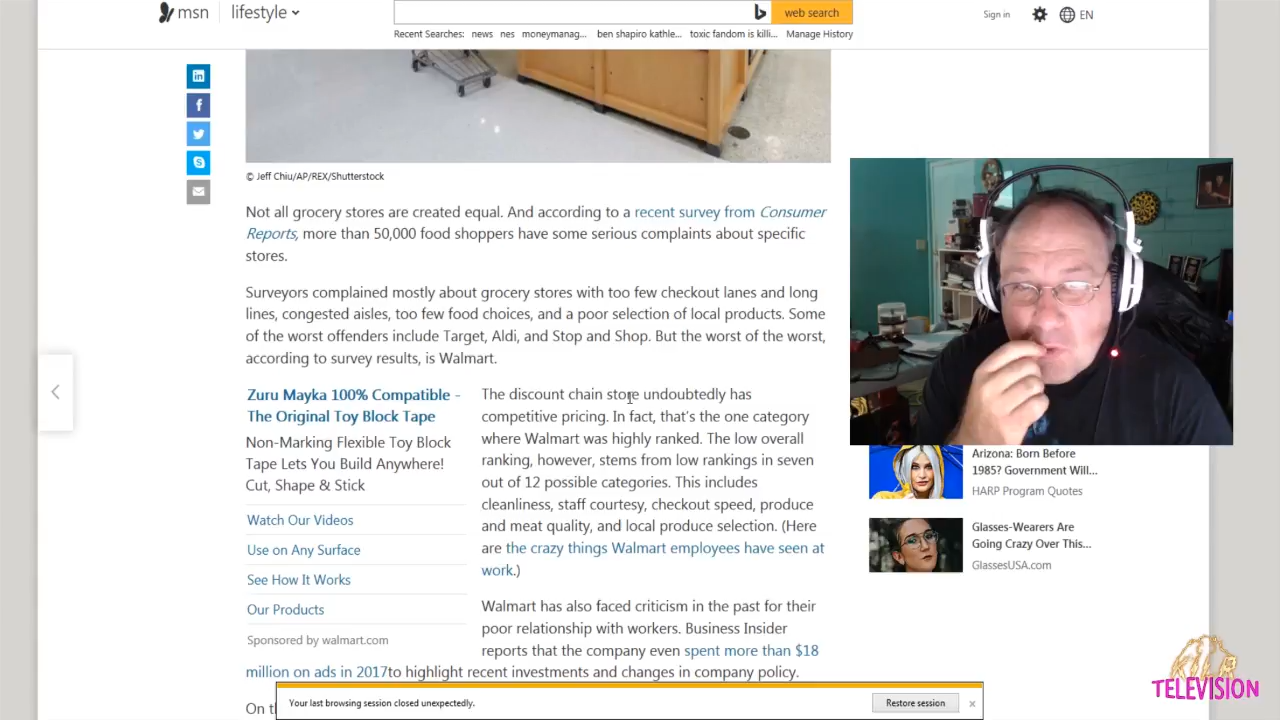 msn
lifestyle
web search
Sign in
EN
Recent Searches: news nes moneymanag... ben shapiro kathle... toxic fandom is killi... Manage History
© Jeff Chiu/AP/REX/Shutterstock
Not all grocery stores are created equal. And according to a recent survey from Consumer
Reports, more than 50,000 food shoppers have some serious complaints about specific
stores.
Surveyors complained mostly about grocery stores with too few checkout lanes and long
lines, congested aisles, too few food choices, and a poor selection of local products. Some
of the worst offenders include Target, Aldi, and Stop and Shop. But the worst of the worst,
according to survey results, is Walmart.
Zuru Mayka 100% Compatible -
The Original Toy Block Tape
Non-Marking Flexible Toy Block
Tape Lets You Build Anywhere!
Cut, Shape & Stick
Watch Our Videos
Use on Any Surface
See How It Works
Our Products
Sponsored by walmart.com
The discount chain store undoubtedly has
competitive pricing. In fact, that's the one category
where Walmart was highly ranked. The low overall
ranking, however, stems from low rankings in seven
out of 12 possible categories. This includes
cleanliness, staff courtesy, checkout speed, produce
and meat quality, and local produce selection. (Here
are the crazy things Walmart employees have seen at
work.)
Walmart has also faced criticism in the past for their
poor relationship with workers. Business Insider
reports that the company even spent more than $18
million on ads in 2017to highlight recent investments and changes in company policy.
On th
Arizona: Born Before
1985? Government Will...
HARP Program Quotes
Glasses-Wearers Are
Going Crazy Over This...
GlassesUSA.com
Your last browsing session closed unexpectedly.
Restore session
TELEVISION